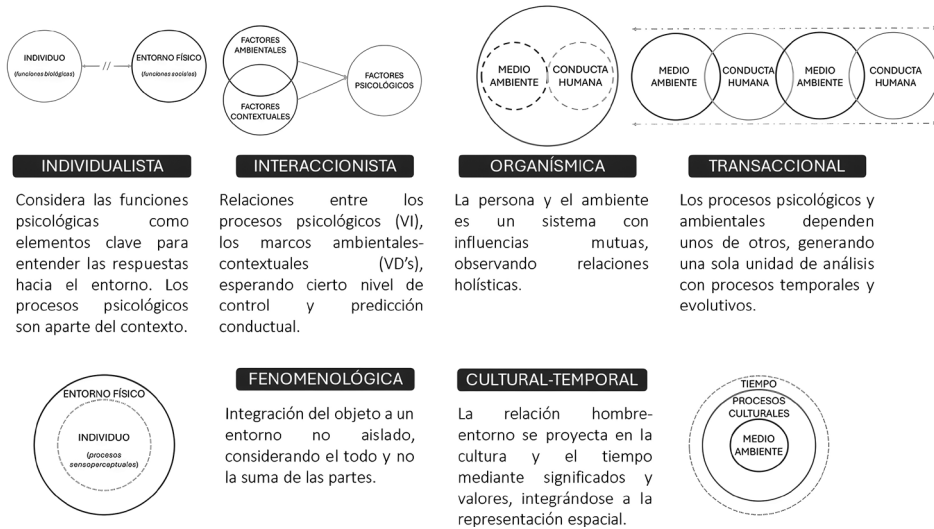 INDIVIDUO
(funciones biológicas)
//
ENTORNO FÍSICO
(funciones sociales)
FACTORES
AMBIENTALES
FACTORES
CONTEXTUALES
FACTORES
PSICOLÓGICOS
MEDIO
AMBIENTE
CONDUCTA
HUMANA
MEDIO
AMBIENTE
CONDUCTA
HUMANA
MEDIO
AMBIENTE
CONDUCTA
HUMANA
INDIVIDUALISTA
Considera las funciones
psicológicas como
elementos clave para
entender las respuestas
hacia el entorno. Los
procesos psicológicos
son aparte del contexto.
INTERACCIONISTA
Relaciones entre los
procesos psicológicos (VI),
los marcos ambientales-
contextuales (VD’s),
esperando cierto nivel de
control y predicción
conductual.
ORGANÍSMICA
La persona y el ambiente
es un sistema con
influencias mutuas,
observando relaciones
holísticas.
TRANSACCIONAL
Los procesos psicológicos y
ambientales dependen
unos de otros, generando
una sola unidad de análisis
con procesos temporales y
evolutivos.
ENTORNO FÍSICO
INDIVIDUO
(procesos
sensoperceptuales)
FENOMENOLÓGICA
Integración del objeto a un
entorno no aislado,
considerando el todo y no
la suma de las partes.
CULTURAL-TEMPORAL
La relación hombre-
entorno se proyecta en la
cultura y el tiempo
mediante significados y
valores, integrándose a la
representación espacial.
TIEMPO
PROCESOS
CULTURALES
MEDIO
AMBIENTE